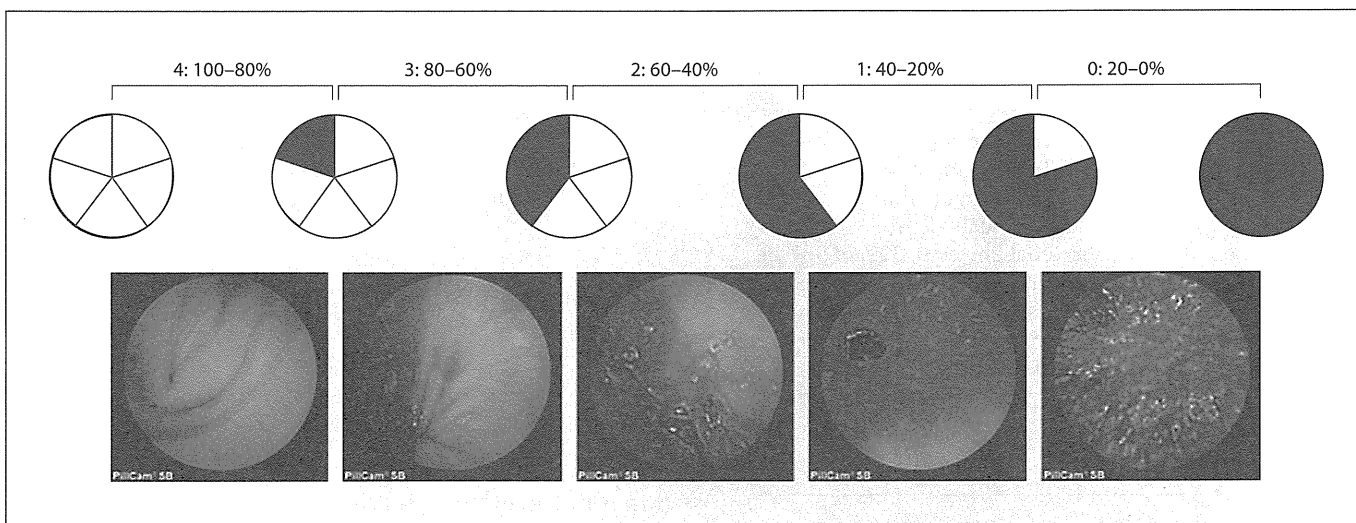 4: 100–80%
3: 80–60%
2: 60–40%
1: 40–20%
0: 20–0%
PillCam® SB
PillCam® SB
PillCam® SB
PillCam® SB
PillCam® SB